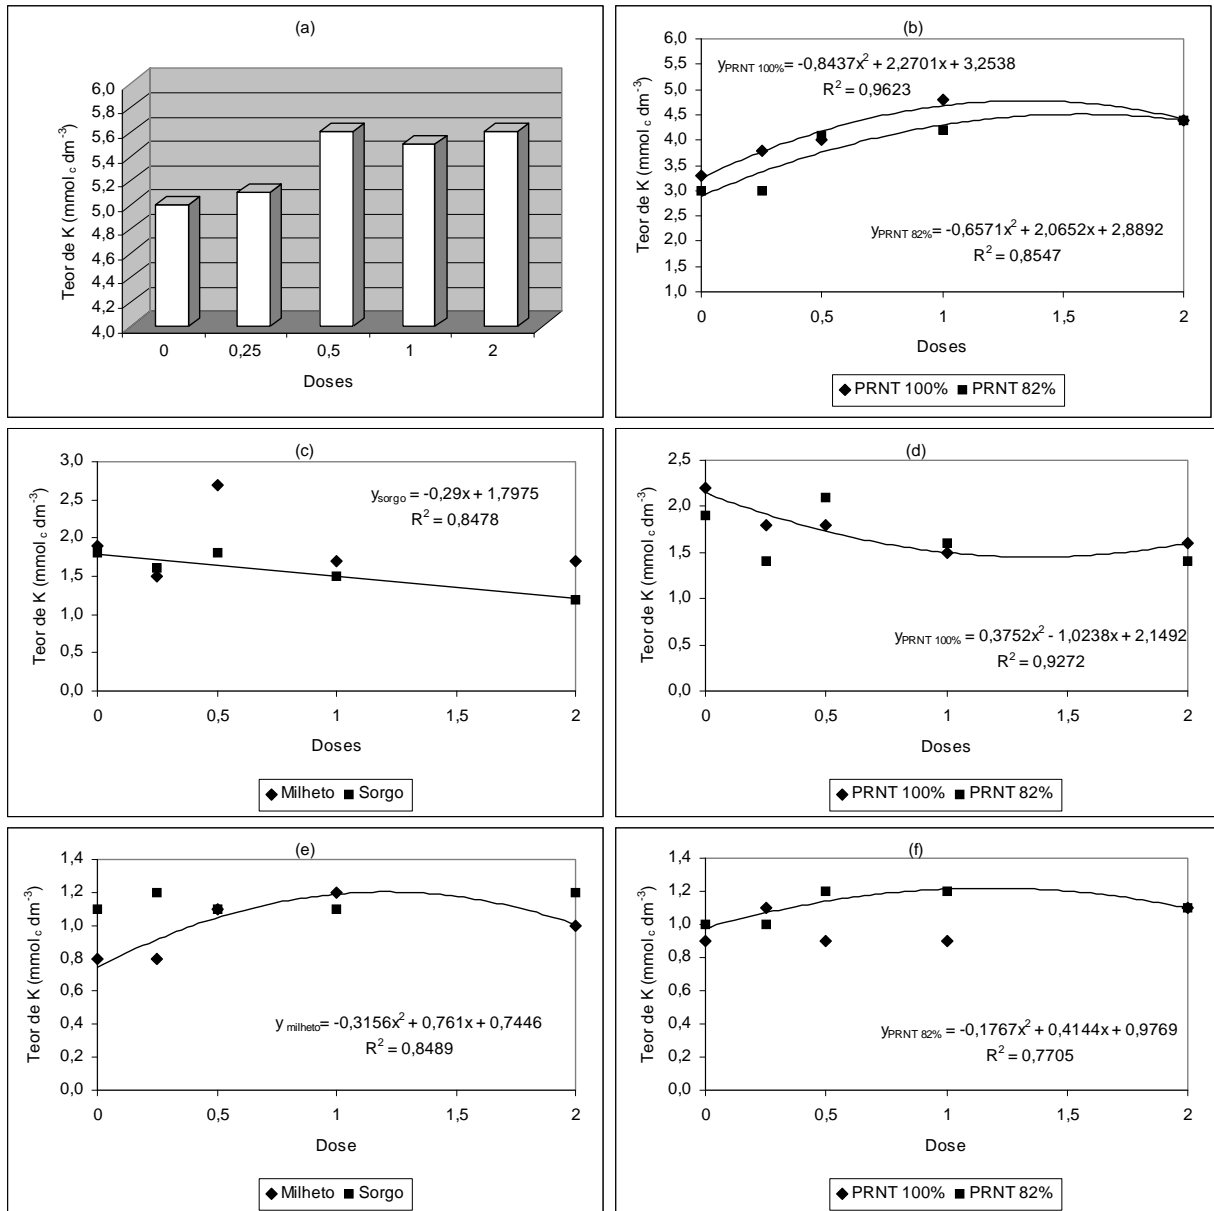 (a)
Teor de K (mmol c dm-3)
6,0
5,8
5,6
5,4
5,2
5,0
4,8
4,6
4,4
4,2
4,0
0 0,25 0,5 1 2
Doses
(b)
Teor de K (mmol c dm-3)
6,0
5,5
5,0
4,5
4,0
3,5
3,0
2,5
2,0
1,5
1,0
yPRNT 100% = -0,8437x2 + 2,2701x + 3,2538
R2 = 0,9623
yPRNT 82% = -0,6571x2 + 2,0652x + 2,8892
R2 = 0,8547
0 0,5 1 1,5 2
Doses
PRNT 100% PRNT 82%
(c)
Teor de K (mmol c dm-3)
3,0
2,5
2,0
1,5
1,0
0,5
0,0
ysorgo = -0,29x + 1,7975
R2 = 0,8478
0 0,5 1 1,5 2
Doses
Milheto Sorgo
(d)
Teor de K (mmol c dm-3)
2,5
2,0
1,5
1,0
0,5
0,0
yPRNT 100% = 0,3752x2 - 1,0238x + 2,1492
R2 = 0,9272
0 0,5 1 1,5 2
Doses
PRNT 100% PRNT 82%
(e)
Teor de K (mmol c dm-3)
1,4
1,2
1,0
0,8
0,6
0,4
0,2
0,0
y milheto = -0,3156x2 + 0,761x + 0,7446
R2 = 0,8489
0 0,5 1 1,5 2
Dose
Milheto Sorgo
(f)
Teor de K (mmol c dm-3)
1,4
1,2
1,0
0,8
0,6
0,4
0,2
0,0
yPRNT 82% = -0,1767x2 + 0,4144x + 0,9769
R2 = 0,7705
0 0,5 1 1,5 2
Dose
PRNT 100% PRNT 82%